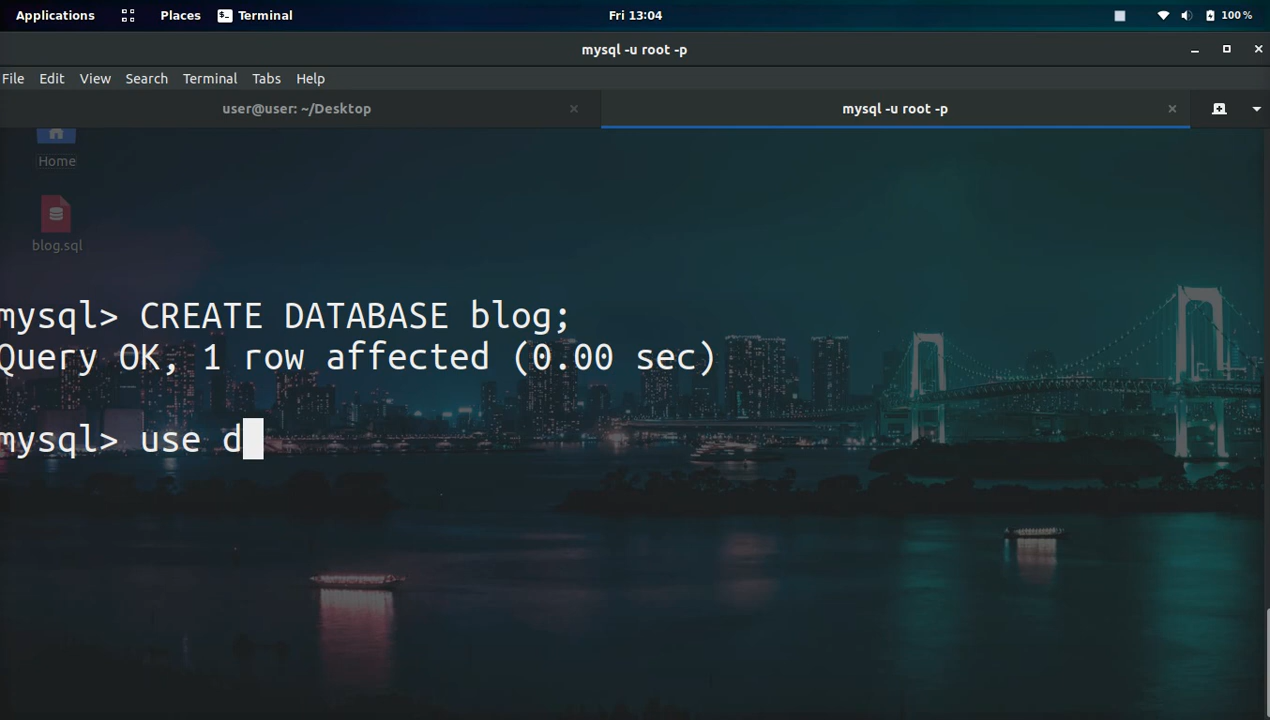 Applications Places Terminal Fri 13:04 100%
mysql -u root -p
File Edit View Search Terminal Tabs Help
user@user: ~/Desktop mysql -u root -p
Home
blog.sql
mysql> CREATE DATABASE blog;
Query OK, 1 row affected (0.00 sec)
mysql> use d